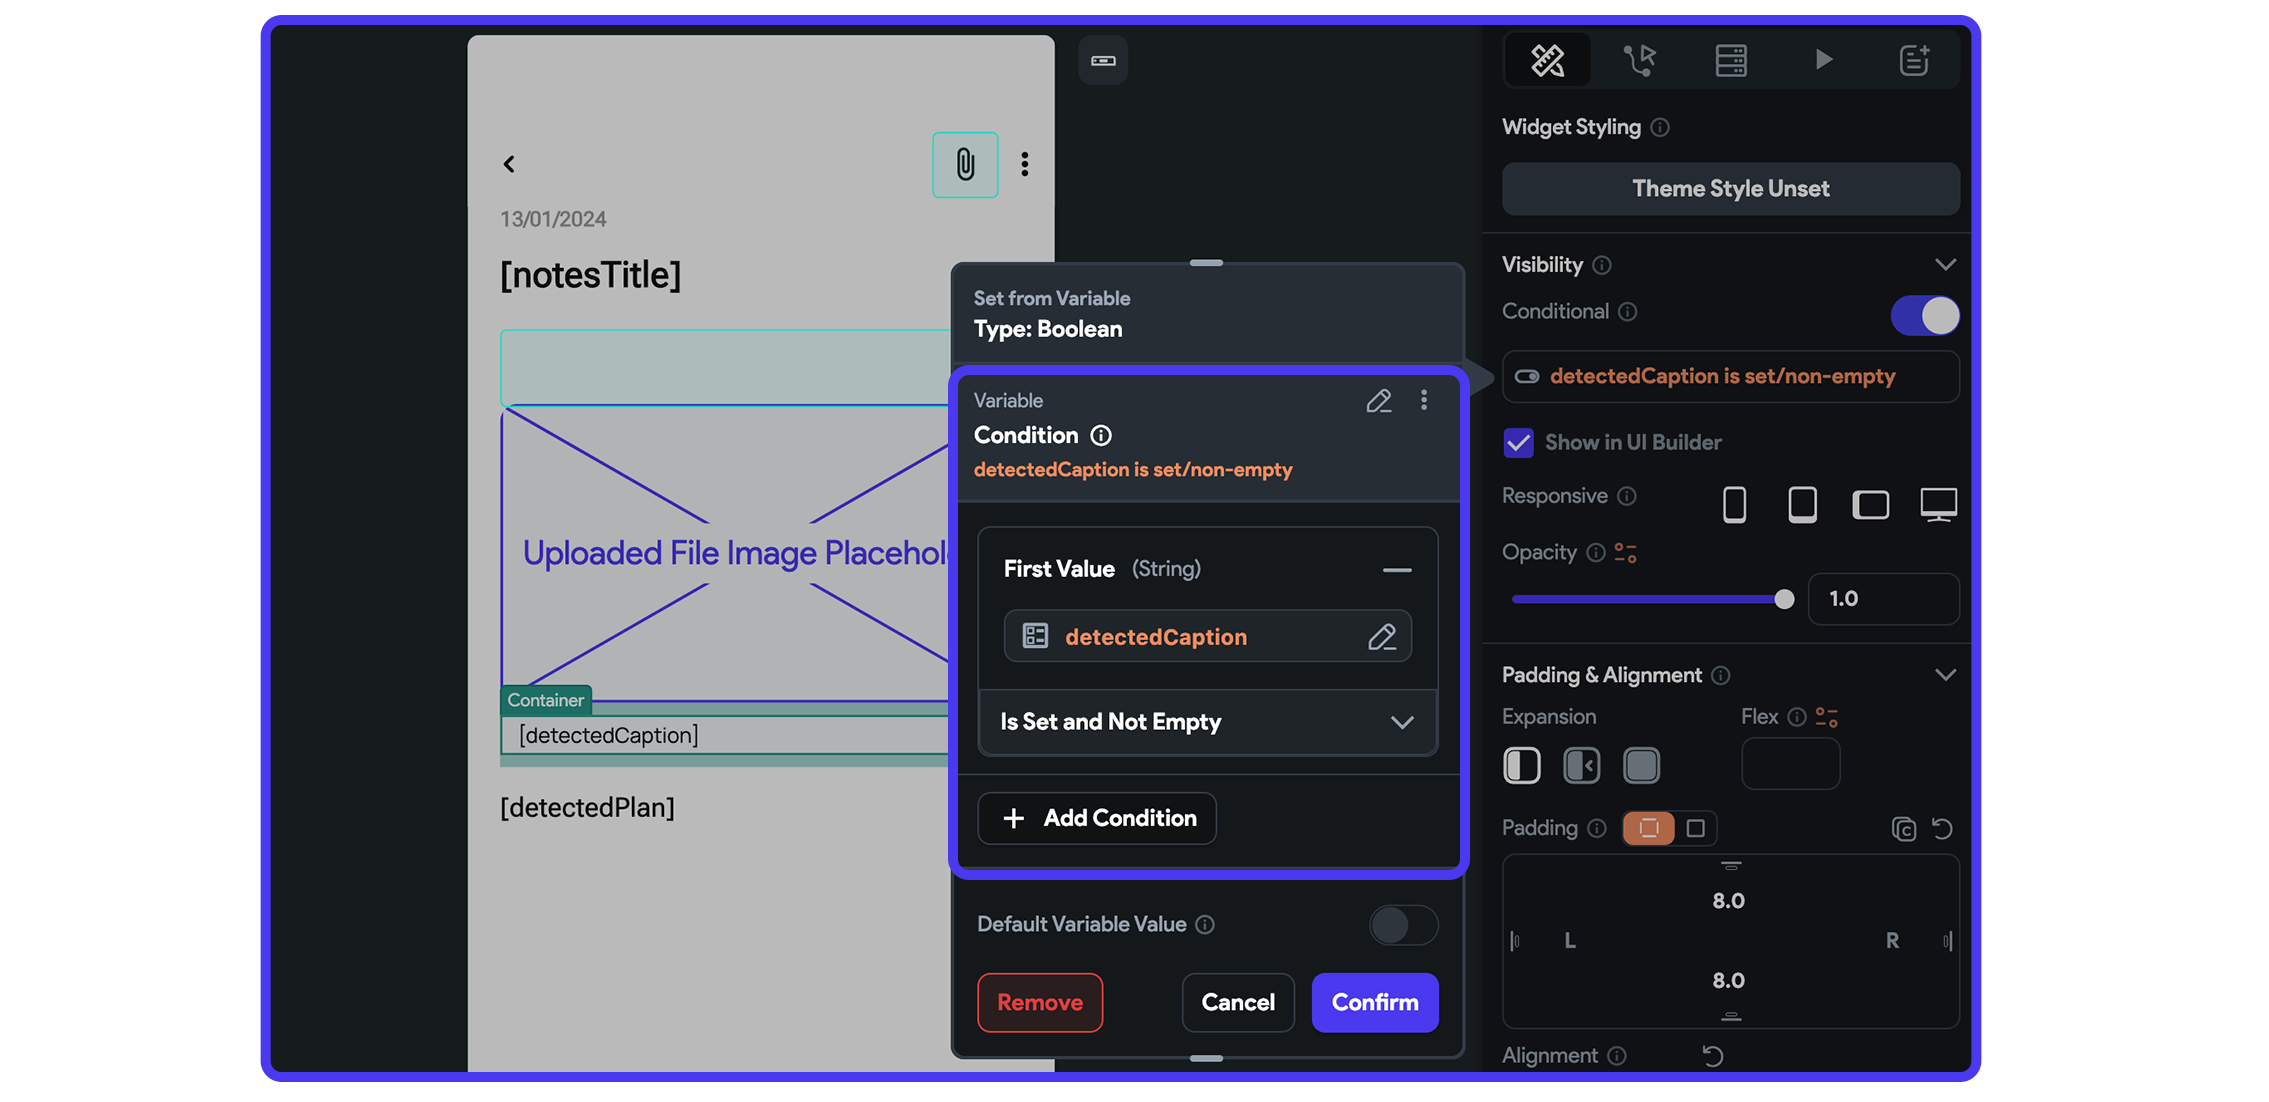 13/01/2024
[notesTitle]
Uploaded File Image Placehol
Container
[detectedCaption]
[detectedPlan]
Set from Variable
Type: Boolean
Variable
Condition
detectedCaption is set/non-empty
First Value (String)
detectedCaption
Is Set and Not Empty
+ Add Condition
Default Variable Value
Remove
Cancel
Confirm
Widget Styling
Theme Style Unset
Visibility
Conditional
detectedCaption is set/non-empty
Show in UI Builder
Responsive
Opacity
1.0
Padding & Alignment
Expansion
Flex
Padding
8.0
L
R
8.0
Alignment